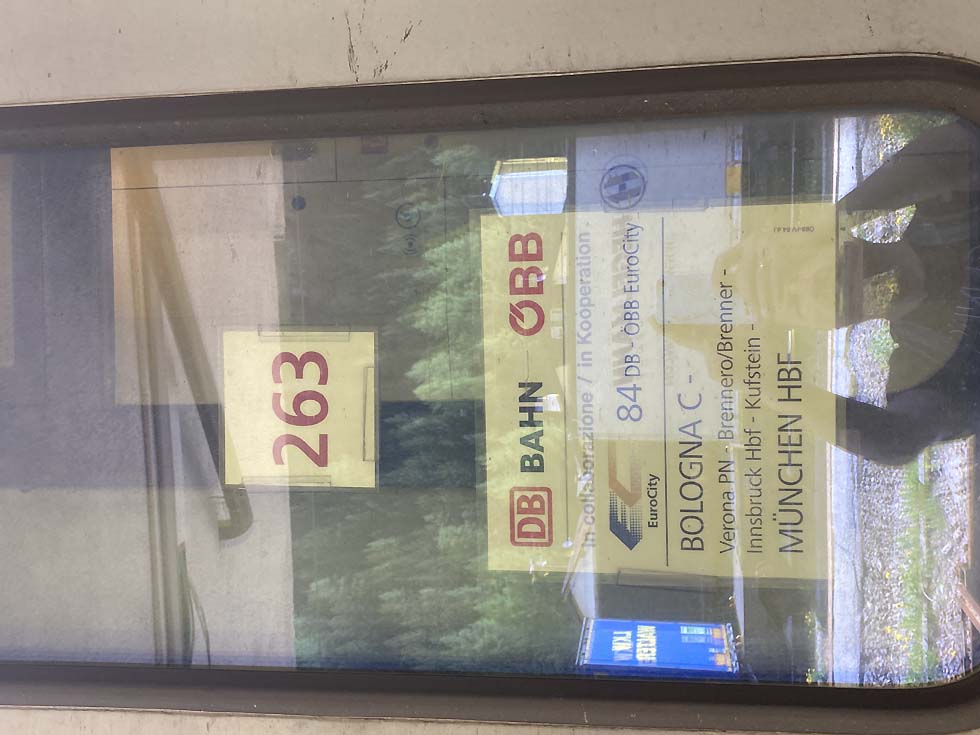 263
DB BAHN ÖBB
in collaborazione / in Kooperation
84 DB - ÖBB EuroCity
EuroCity
BOLOGNA C -
Verona PN - Brennero/Brenner -
Innsbruck Hbf - Kufstein -
MÜNCHEN HBF